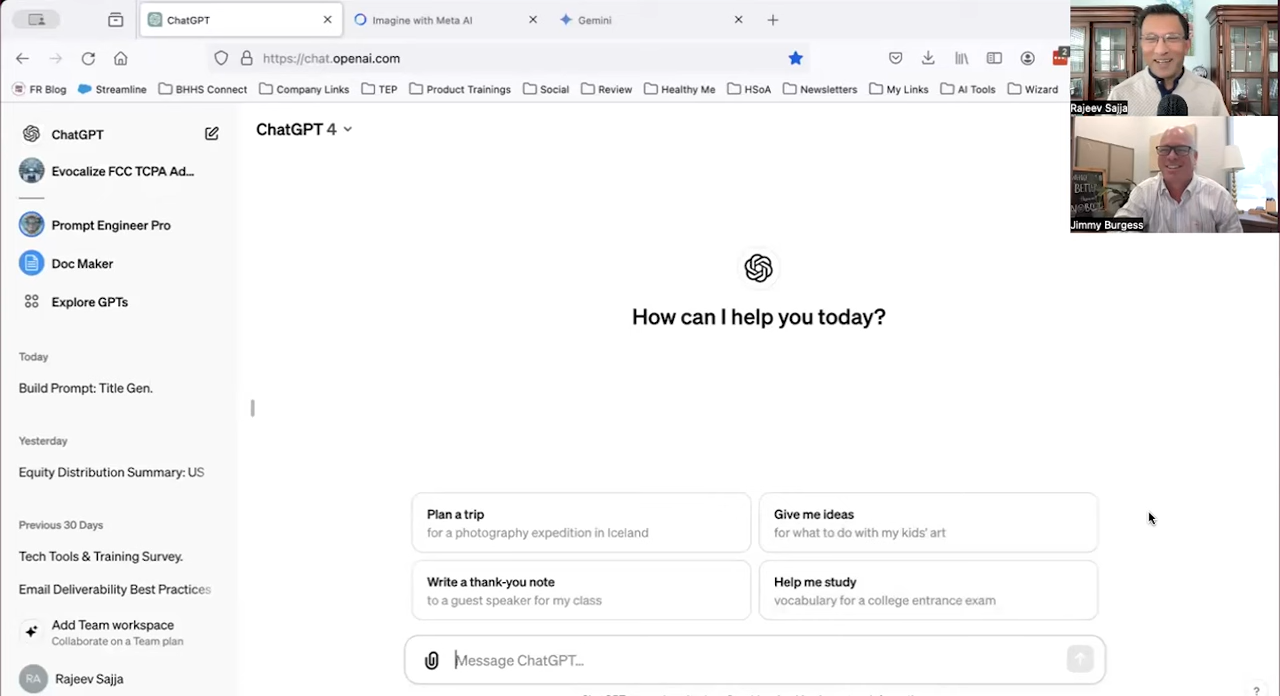 ChatGPT
Imagine with Meta AI
Gemini
https://chat.openai.com
2
FR Blog
Streamline
BHHS Connect
Company Links
TEP
Product Trainings
Social
Review
Healthy Me
HSoA
Newsletters
My Links
AI Tools
Wizard
Rajeev Sajja
BETTER
Jimmy Burgess
ChatGPT
Evocalize FCC TCPA Ad...
Prompt Engineer Pro
Doc Maker
Explore GPTs
Today
Build Prompt: Title Gen.
Yesterday
Equity Distribution Summary: US
Previous 30 Days
Tech Tools & Training Survey.
Email Deliverability Best Practices
Add Team workspace
Collaborate on a Team plan
RA
Rajeev Sajja
ChatGPT 4
How can I help you today?
Plan a trip
for a photography expedition in Iceland
Give me ideas
for what to do with my kids' art
Write a thank-you note
to a guest speaker for my class
Help me study
vocabulary for a college entrance exam
Message ChatGPT...
?